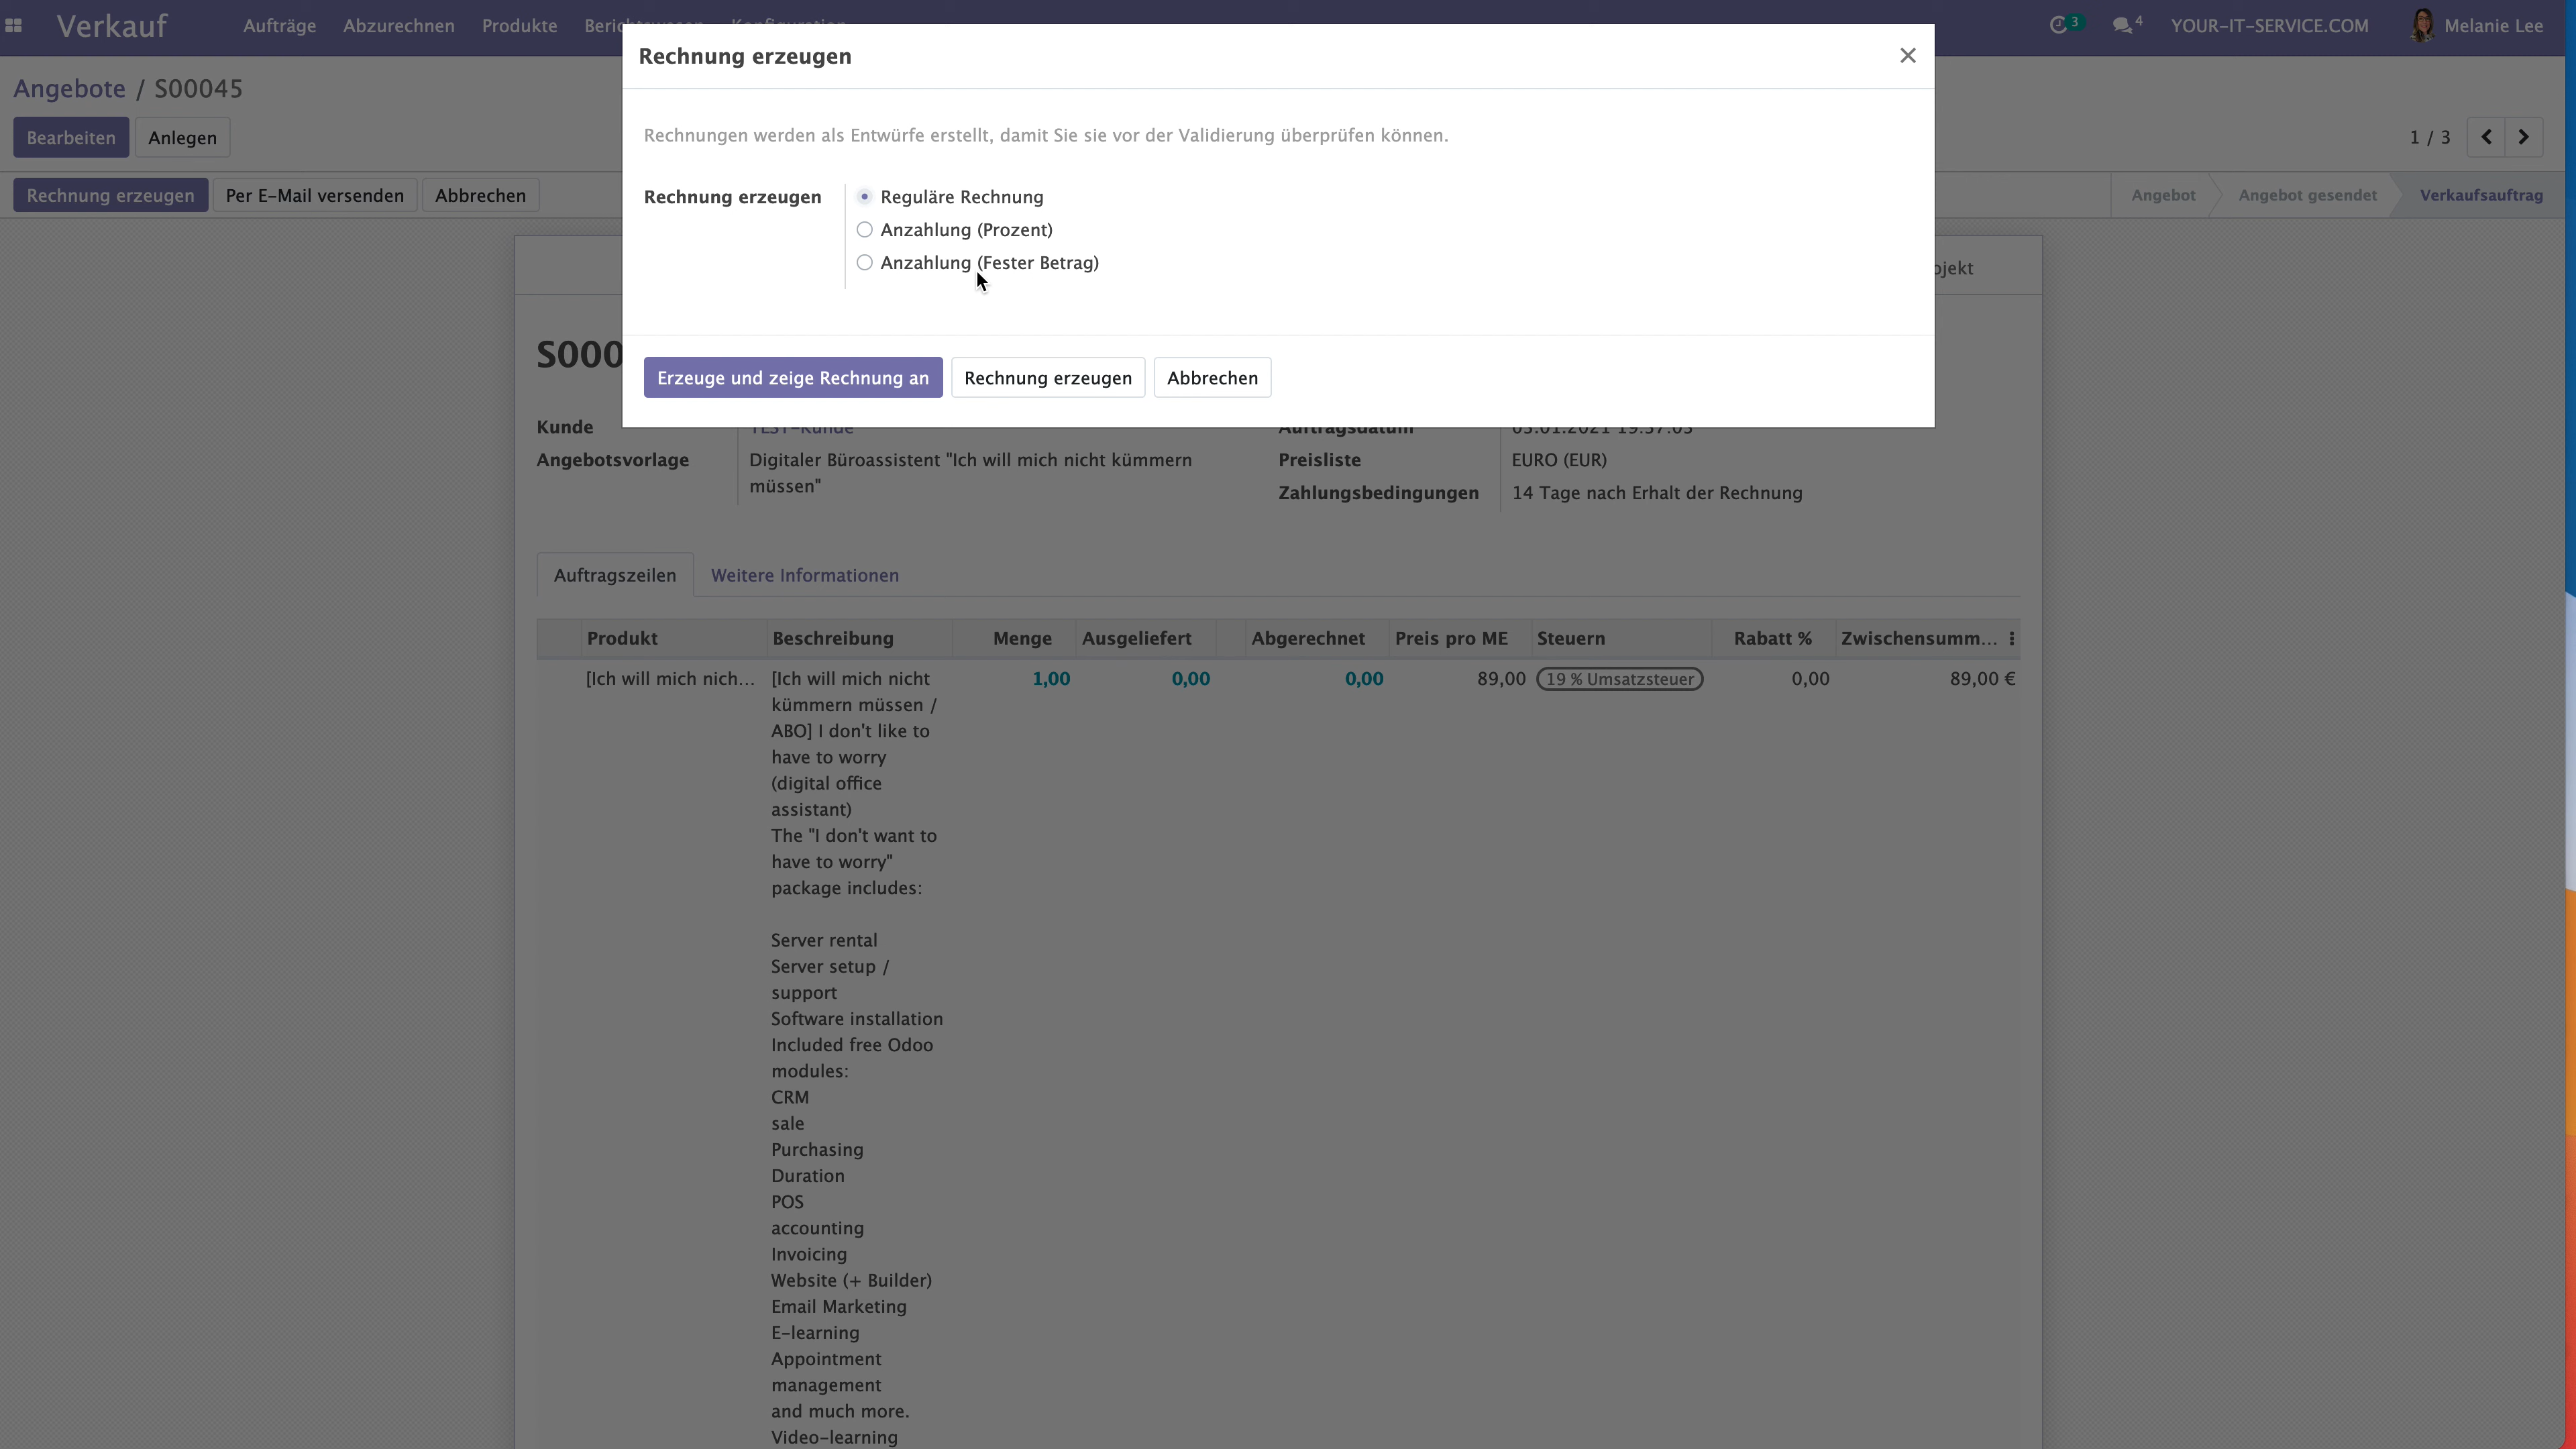 Verkauf Aufträge Abzurechnen Produkte 3 4 YOUR-IT-SERVICE.COM Melanie Lee
Rechnung erzeugen
Angebote / S00045
Bearbeiten Anlegen
1 / 3
Rechnungen werden als Entwürfe erstellt, damit Sie sie vor der Validierung überprüfen können.
Rechnung erzeugen Per E-Mail versenden Abbrechen
Angebot Angebot gesendet Verkaufsauftrag
Rechnung erzeugen
Reguläre Rechnung
Anzahlung (Prozent)
Anzahlung (Fester Betrag)
ojekt
S000
Erzeuge und zeige Rechnung an Rechnung erzeugen Abbrechen
Kunde TEST-Kunde Auftragsdatum
Angebotsvorlage Digitaler Büroassistent "Ich will mich nicht kümmern
müssen"
Preisliste EURO (EUR)
Zahlungsbedingungen 14 Tage nach Erhalt der Rechnung
Auftragszeilen Weitere Informationen
Produkt Beschreibung Menge Ausgeliefert Abgerechnet Preis pro ME Steuern Rabatt % Zwischensumm...
[Ich will mich nich... [Ich will mich nicht 1,00 0,00 0,00 89,00 19 % Umsatzsteuer 0,00 89,00 €
kümmern müssen /
ABO] I don't like to
have to worry
(digital office
assistant)
The "I don't want to
have to worry"
package includes:
Server rental
Server setup /
support
Software installation
Included free Odoo
modules:
CRM
sale
Purchasing
Duration
POS
accounting
Invoicing
Website (+ Builder)
Email Marketing
E-learning
Appointment
management
and much more.
Video-learning